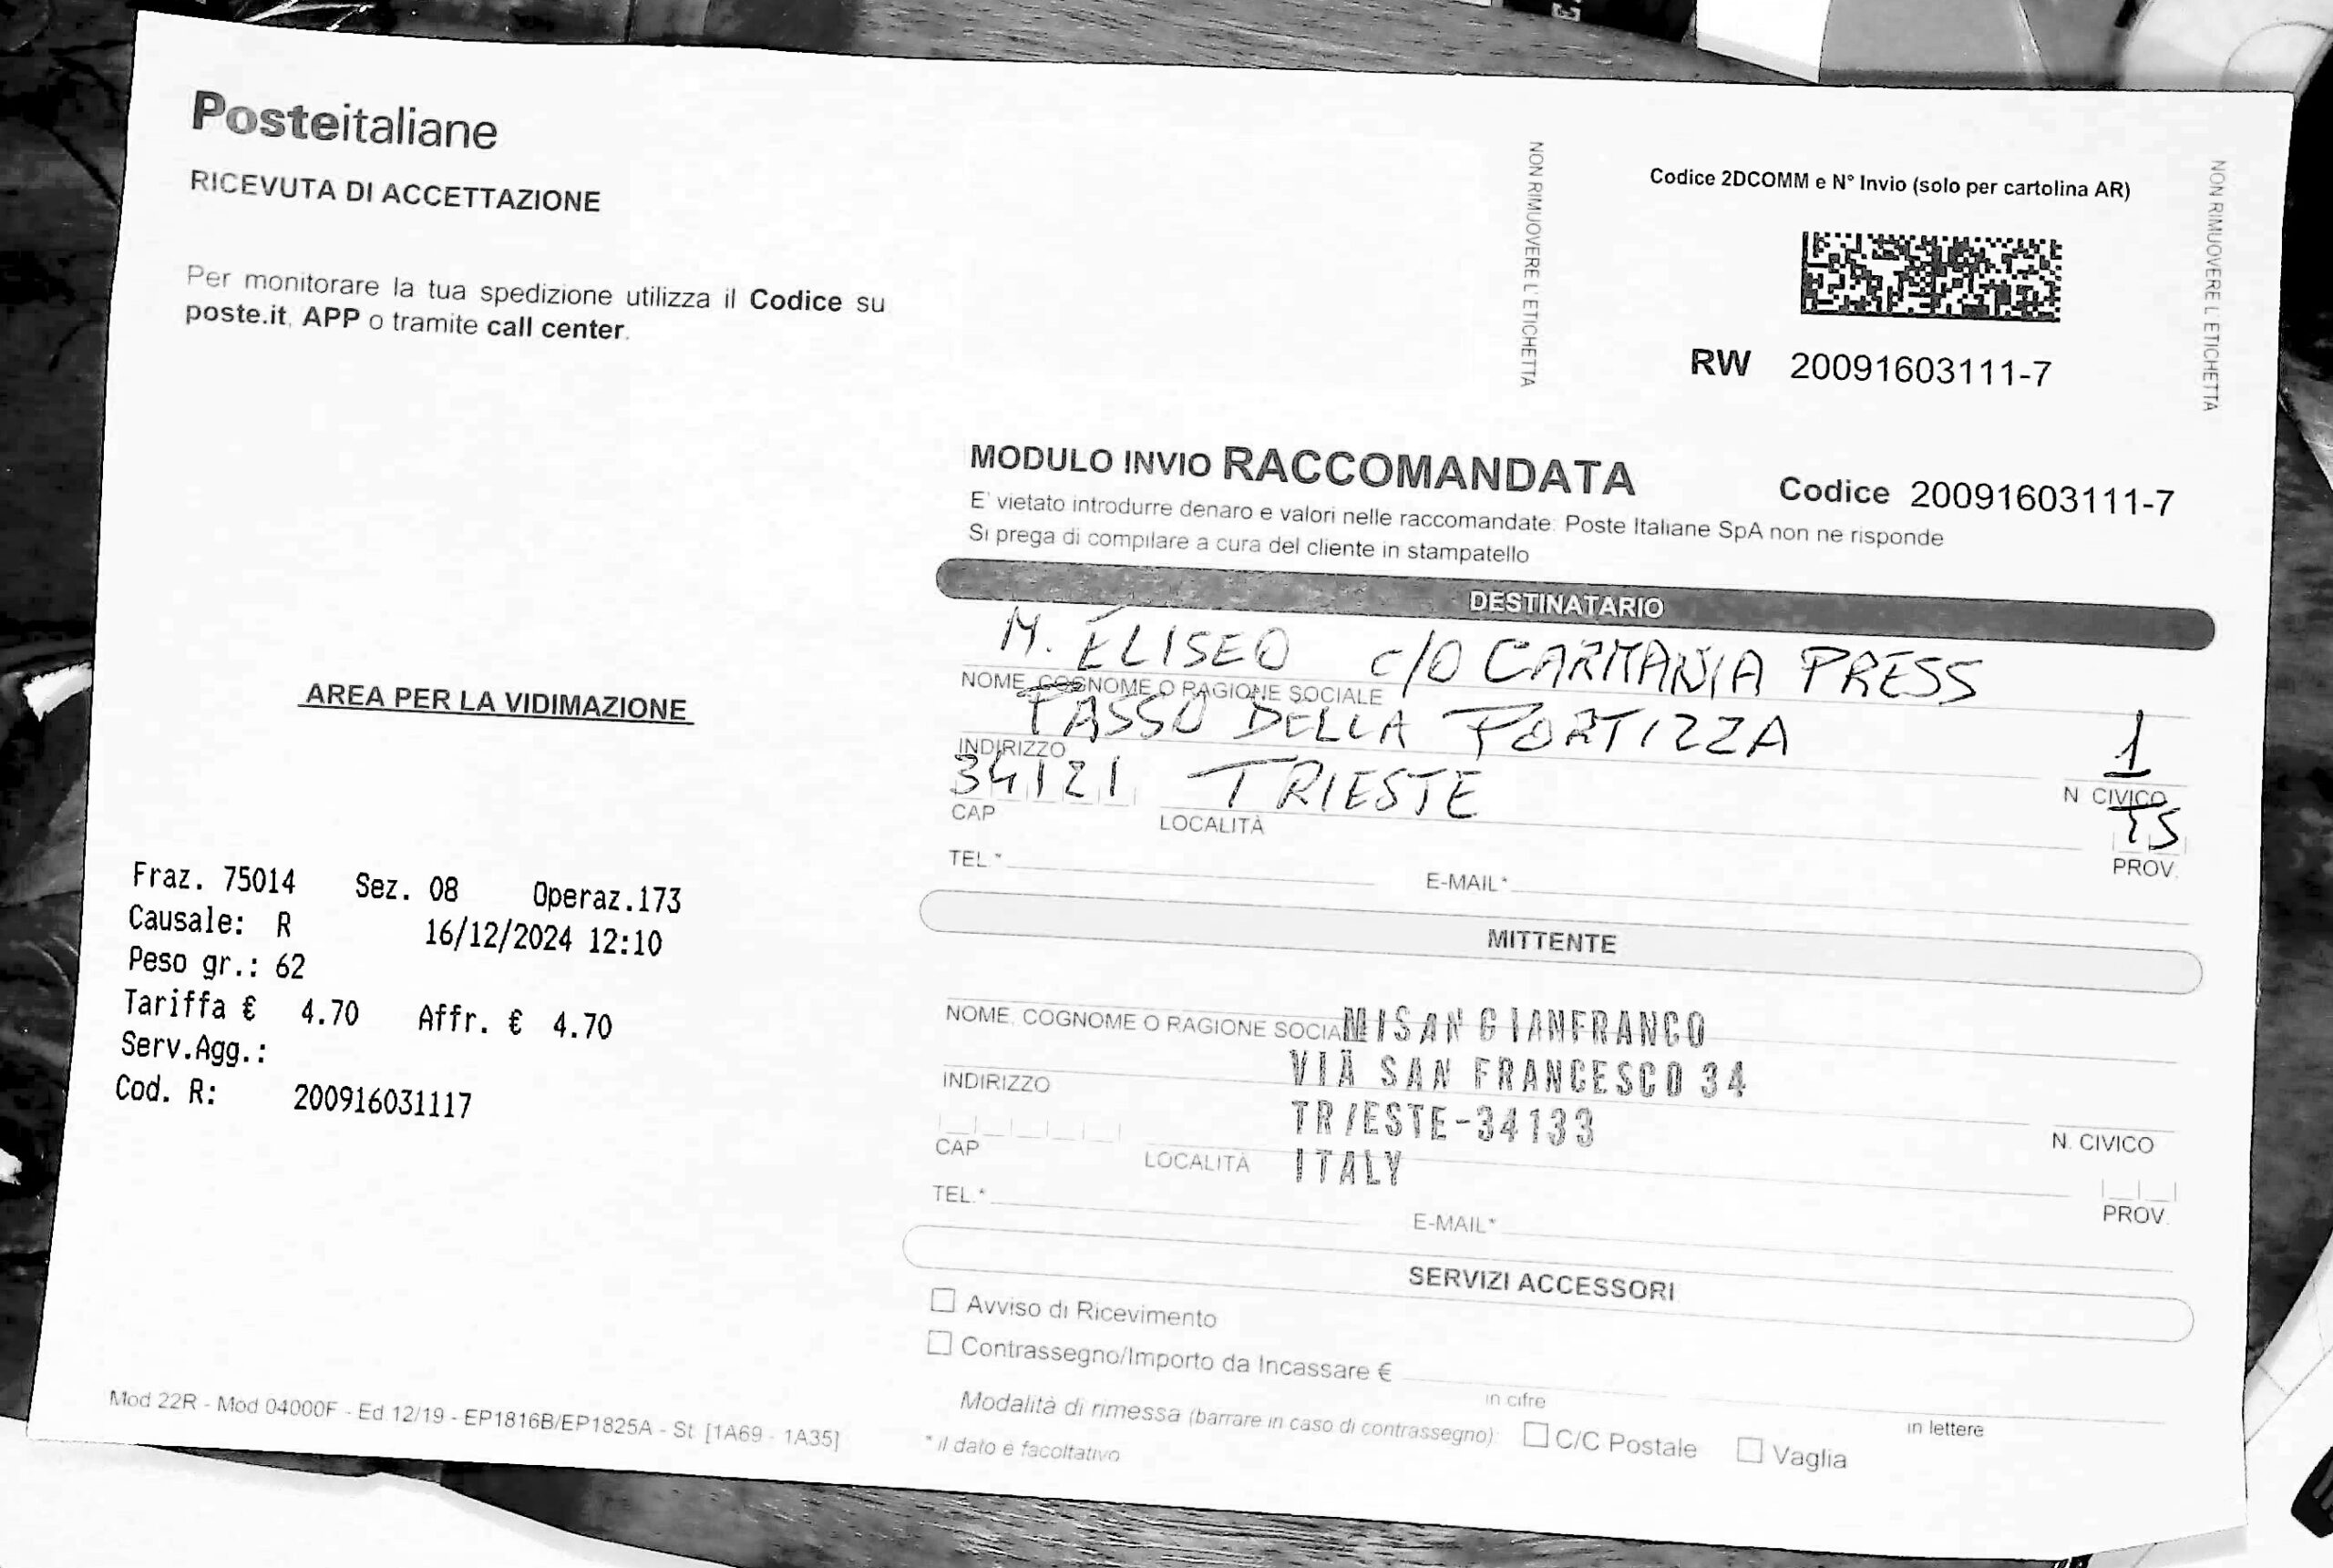 Posteitaliane
RICEVUTA DI ACCETTAZIONE
Per monitorare la tua spedizione utilizza il Codice su
poste.it, APP o tramite call center.
AREA PER LA VIDIMAZIONE
Fraz. 75014 Sez. 08 Operaz.173
Causale: R 16/12/2024 12:10
Peso gr.: 62
Tariffa € 4.70 Affr. € 4.70
Serv.Agg.:
Cod. R: 200916031117
Mod 22R - Mod 04000F - Ed 12/19 - EP1816B/EP1825A - St [1A69 - 1A35]
NON RIMUOVERE L'ETICHETTA
Codice 2DCOMM e N° Invio (solo per cartolina AR)
RW 20091603111-7
NON RIMUOVERE L'ETICHETTA
MODULO INVIO RACCOMANDATA Codice 20091603111-7
E' vietato introdurre denaro e valori nelle raccomandate: Poste Italiane SpA non ne risponde
Si prega di compilare a cura del cliente in stampatello
DESTINATARIO
M. ELISEO c/o CARMANIA PRESS
NOME, COGNOME O RAGIONE SOCIALE
PASSO DELLA PORTIZZA 1
INDIRIZZO N CIVICO
34121 TRIESTE TS
CAP LOCALITÀ PROV.
TEL.* E-MAIL*
MITTENTE
NOME, COGNOME O RAGIONE SOCIA MISAN GIANFRANCO
INDIRIZZO VIA SAN FRANCESCO 34
TRIESTE-34133 N. CIVICO
CAP LOCALITÀ ITALY PROV.
TEL.* E-MAIL*
SERVIZI ACCESSORI
Avviso di Ricevimento
Contrassegno/Importo da Incassare €
in cifre in lettere
Modalità di rimessa (barrare in caso di contrassegno) C/C Postale Vaglia
* il dato è facoltativo